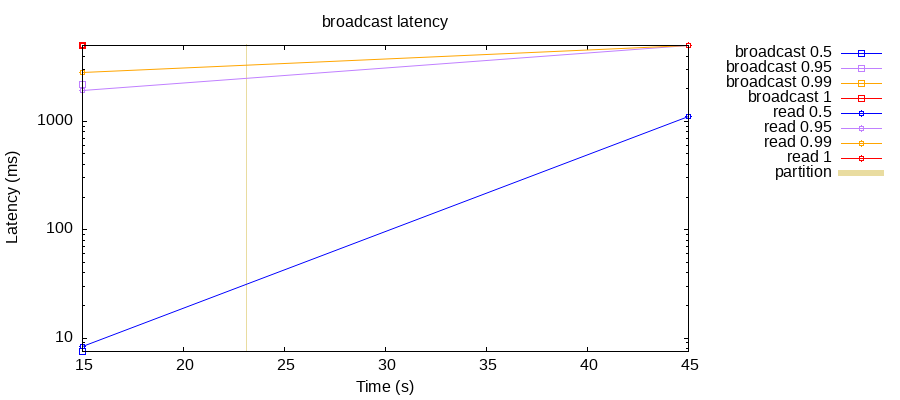 broadcast latency
broadcast 0.5
broadcast 0.95
broadcast 0.99
broadcast 1
read 0.5
read 0.95
read 0.99
read 1
partition
Latency (ms)
1000
100
10
15 20 25 30 35 40 45
Time (s)